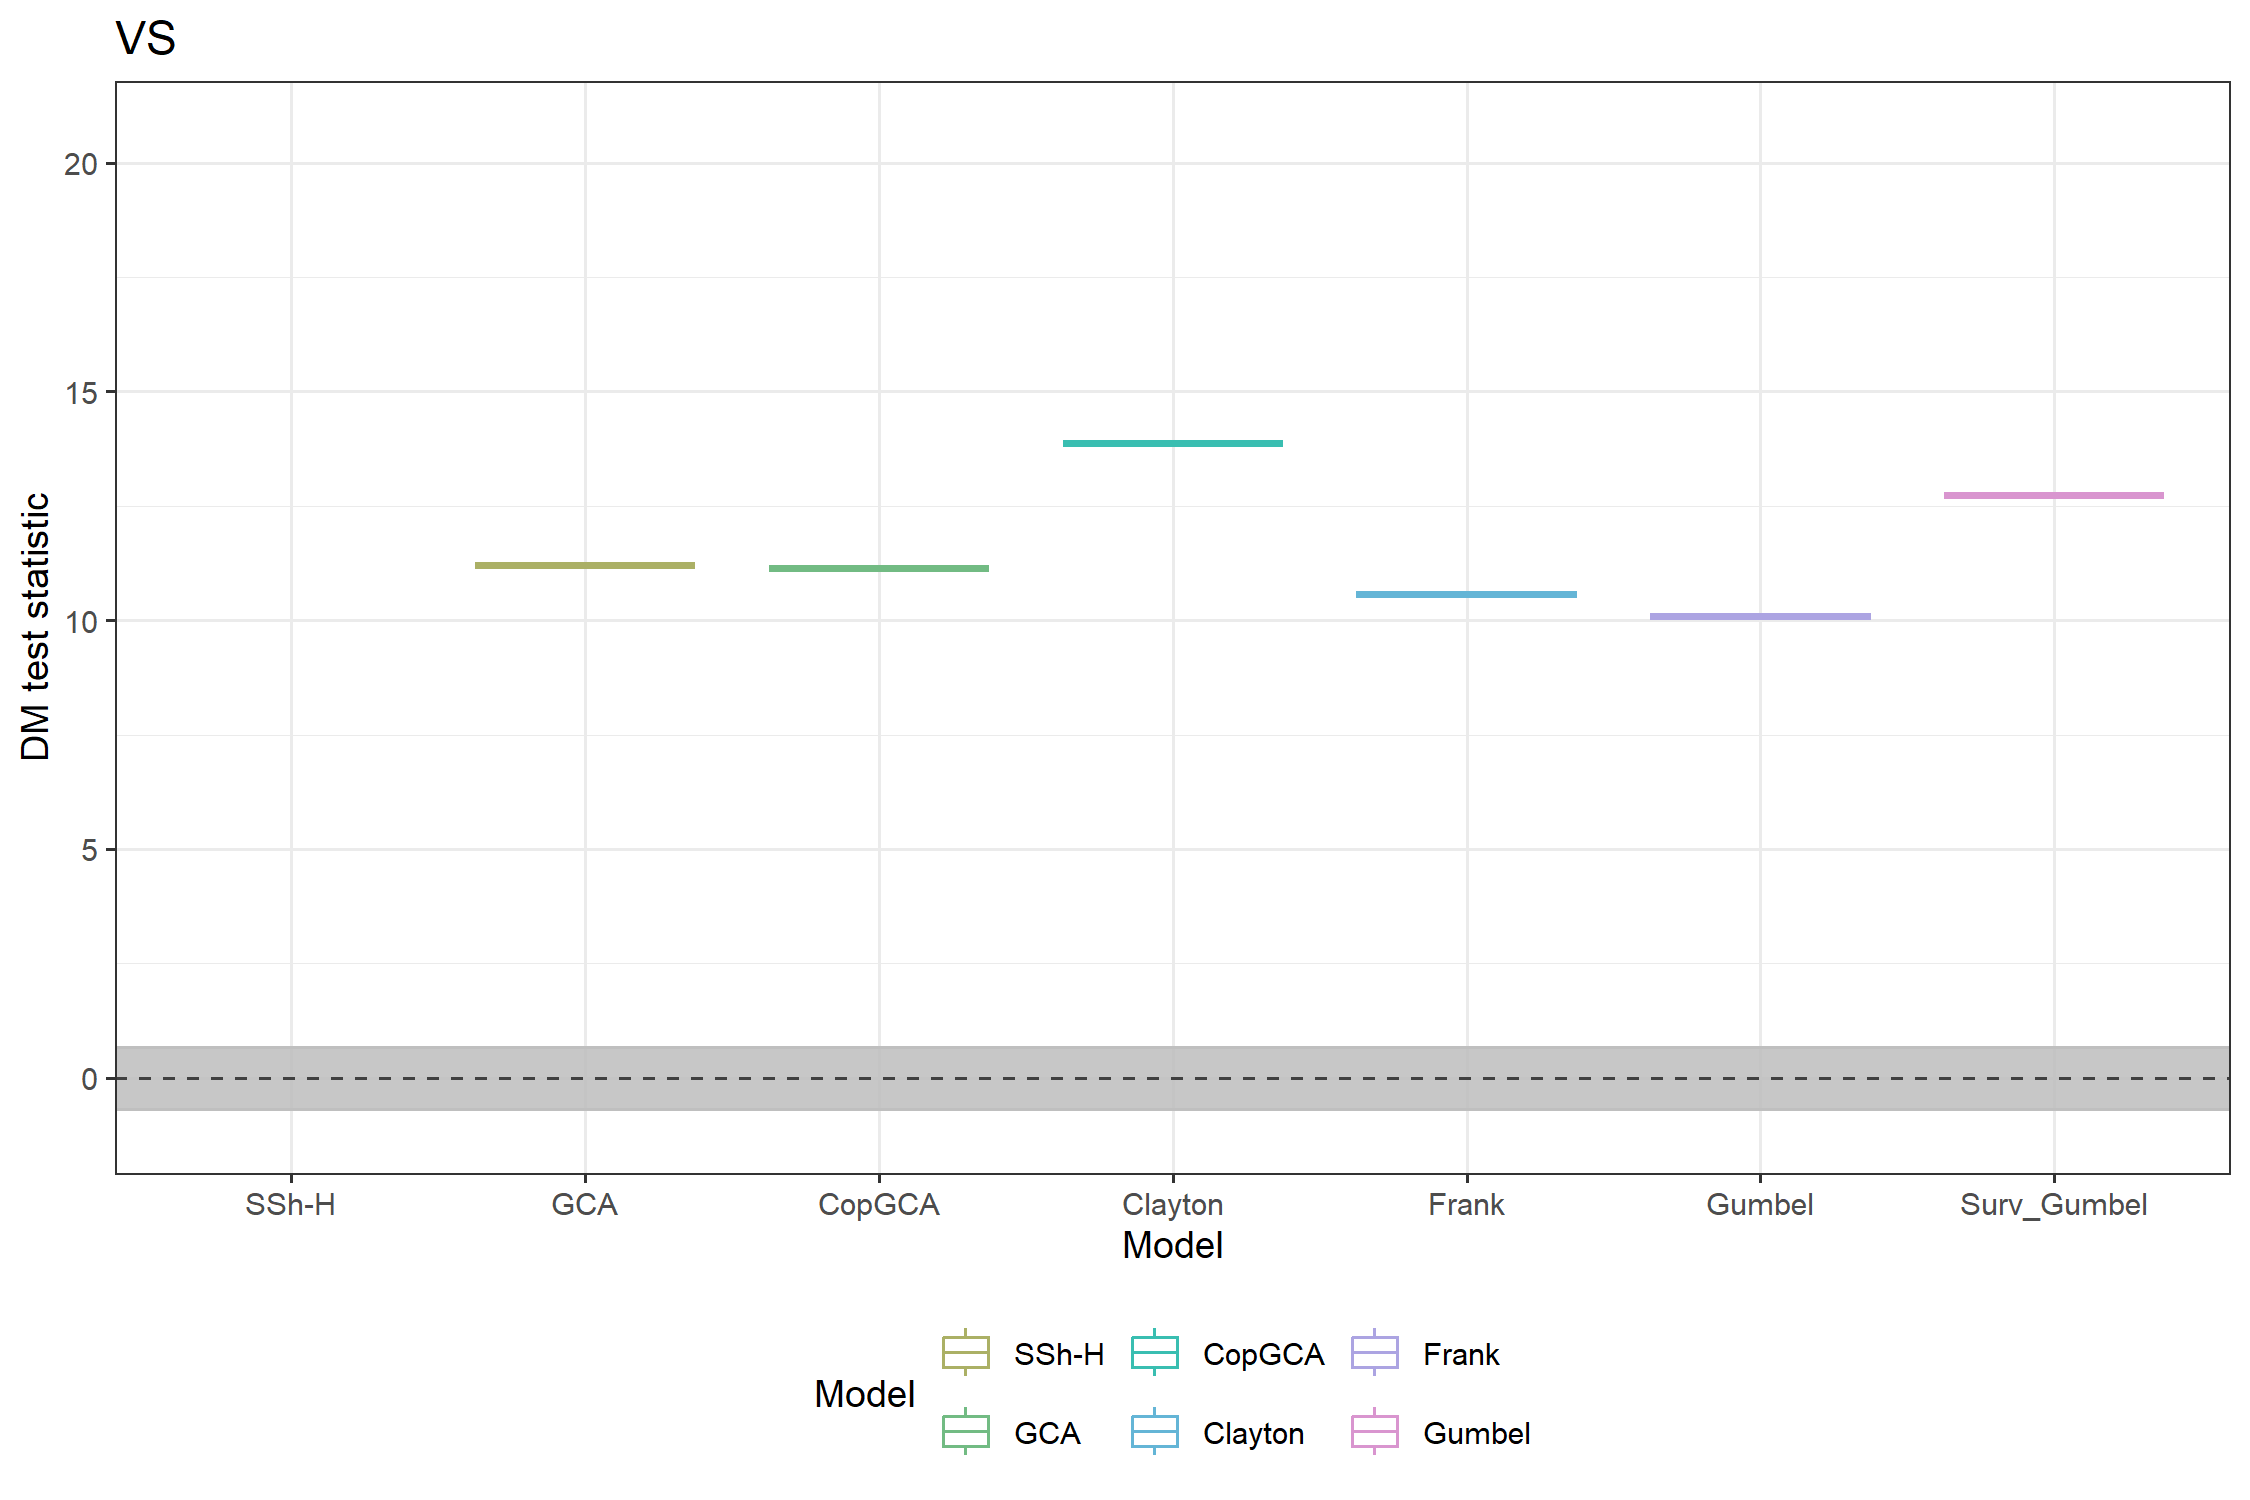 VS
DM test statistic
20
15
10
5
0
SSh-H GCA CopGCA Clayton Frank Gumbel Surv_Gumbel
Model
Model
SSh-H CopGCA Frank
GCA Clayton Gumbel